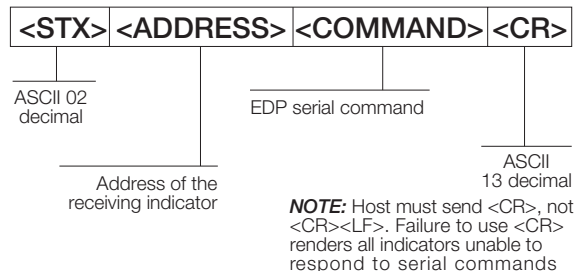 <STX> <ADDRESS> <COMMAND> <CR>
ASCII 02
decimal
EDP serial command
Address of the
receiving indicator
ASCII
13 decimal
NOTE: Host must send <CR>, not
<CR><LF>. Failure to use <CR>
renders all indicators unable to
respond to serial commands